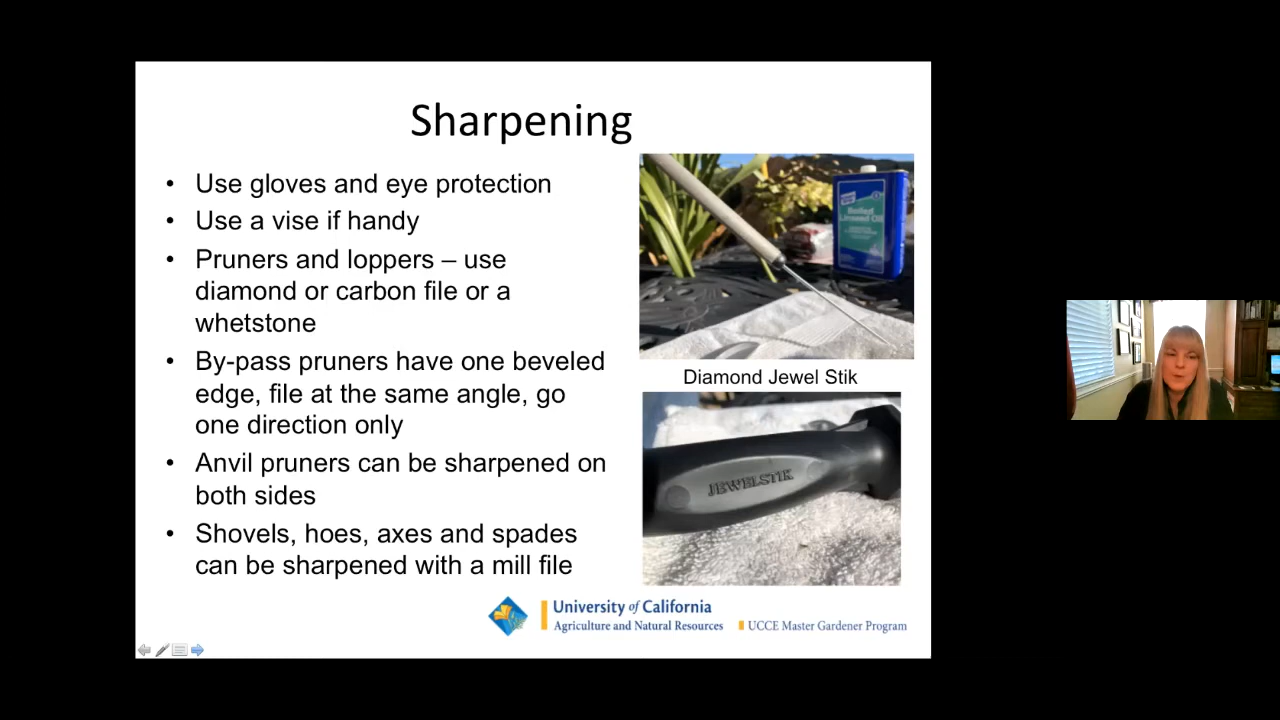 Sharpening
• Use gloves and eye protection
• Use a vise if handy
• Pruners and loppers – use
diamond or carbon file or a
whetstone
• By-pass pruners have one beveled
edge, file at the same angle, go
one direction only
• Anvil pruners can be sharpened on
both sides
• Shovels, hoes, axes and spades
can be sharpened with a mill file
Boiled
Linseed Oil
Diamond Jewel Stik
JEWELSTIK
University of California
Agriculture and Natural Resources
UCCE Master Gardener Program